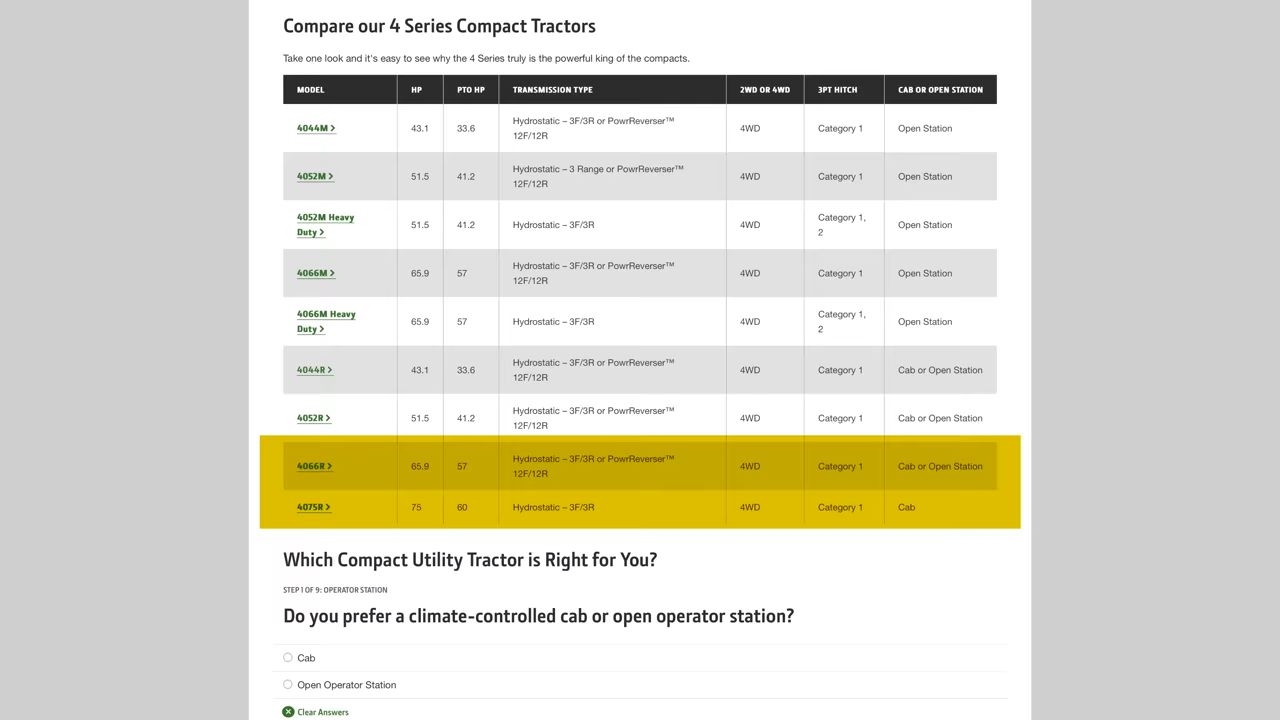 Compare our 4 Series Compact Tractors
Take one look and it's easy to see why the 4 Series truly is the powerful king of the compacts.
MODEL HP PTO HP TRANSMISSION TYPE 2WD OR 4WD 3PT HITCH CAB OR OPEN STATION
4044M > 43.1 33.6 Hydrostatic – 3F/3R or PowrReverser™ 4WD Category 1 Open Station
12F/12R
4052M > 51.5 41.2 Hydrostatic – 3 Range or PowrReverser™ 4WD Category 1 Open Station
12F/12R
4052M Heavy 51.5 41.2 Hydrostatic – 3F/3R 4WD Category 1, Open Station
Duty > 2
4066M > 65.9 57 Hydrostatic – 3F/3R or PowrReverser™ 4WD Category 1 Open Station
12F/12R
4066M Heavy 65.9 57 Hydrostatic – 3F/3R 4WD Category 1, Open Station
Duty > 2
4044R > 43.1 33.6 Hydrostatic – 3F/3R or PowrReverser™ 4WD Category 1 Cab or Open Station
12F/12R
4052R > 51.5 41.2 Hydrostatic – 3F/3R or PowrReverser™ 4WD Category 1 Cab or Open Station
12F/12R
4066R > 65.9 57 Hydrostatic – 3F/3R or PowrReverser™ 4WD Category 1 Cab or Open Station
12F/12R
4075R > 75 60 Hydrostatic – 3F/3R 4WD Category 1 Cab
Which Compact Utility Tractor is Right for You?
STEP 1 OF 9: OPERATOR STATION
Do you prefer a climate-controlled cab or open operator station?
Cab
Open Operator Station
Clear Answers